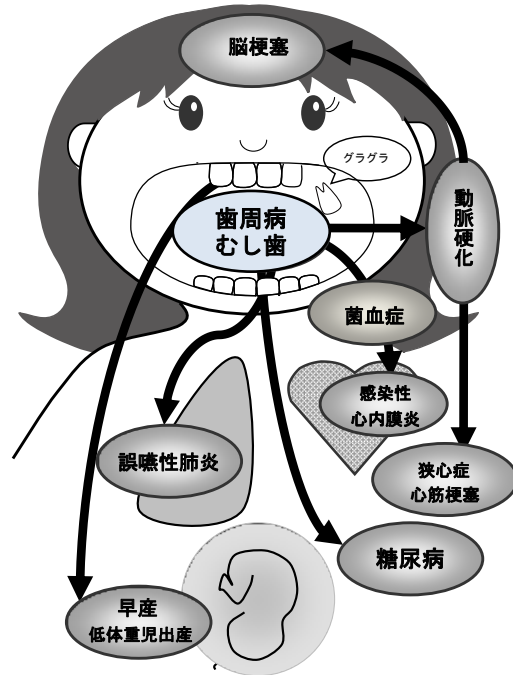 脳梗塞
グラグラ
歯周病
むし歯
動脈硬化
菌血症
感染性
心内膜炎
誤嚥性肺炎
狭心症
心筋梗塞
糖尿病
早産
低体重児出産